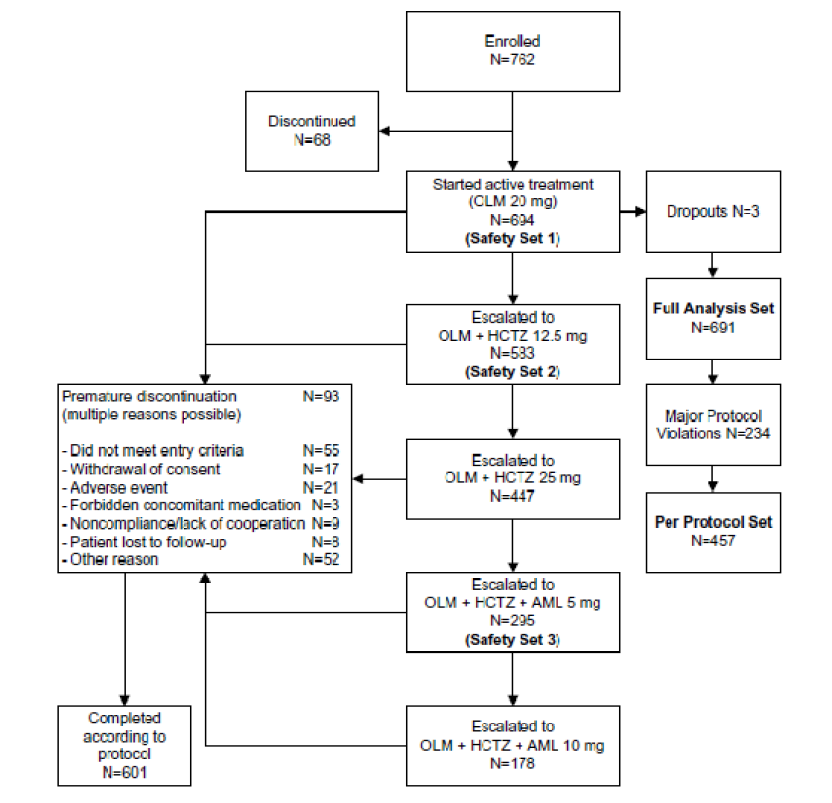 Enrolled
N=762
Discontinued
N=68
Started active treatment
(OLM 20 mg)
N=694
(Safety Set 1)
Dropouts N=3
Full Analysis Set
N=691
Escalated to
OLM + HCTZ 12.5 mg
N=583
(Safety Set 2)
Premature discontinuation N=93
(multiple reasons possible)
- Did not meet entry criteria N=55
- Withdrawal of consent N=17
- Adverse event N=21
- Forbidden concomitant medication N=3
- Noncompliance/lack of cooperation N=9
- Patient lost to follow-up N=8
- Other reason N=52
Major Protocol
Violations N=234
Escalated to
OLM + HCTZ 25 mg
N=447
Per Protocol Set
N=457
Escalated to
OLM + HCTZ + AML 5 mg
N=295
(Safety Set 3)
Completed
according to
protocol
N=601
Escalated to
OLM + HCTZ + AML 10 mg
N=178